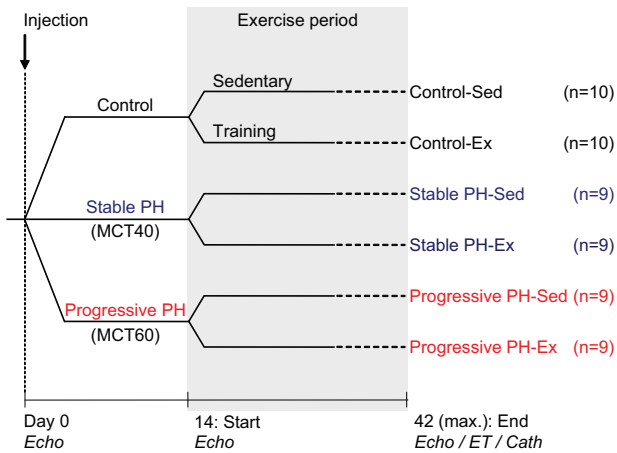 Injection
Exercise period
Sedentary
Control
Control-Sed (n=10)
Training
Control-Ex (n=10)
Stable PH
(MCT40)
Stable PH-Sed (n=9)
Stable PH-Ex (n=9)
Progressive PH
(MCT60)
Progressive PH-Sed (n=9)
Progressive PH-Ex (n=9)
Day 0
Echo
14: Start
Echo
42 (max.): End
Echo / ET / Cath